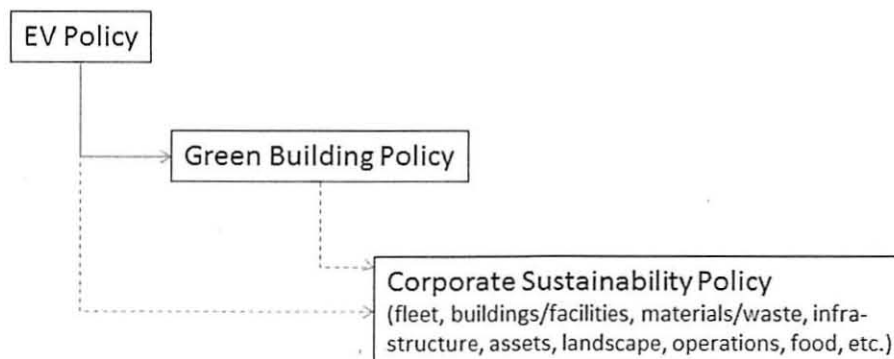 EV Policy
Green Building Policy
Corporate Sustainability Policy
(fleet, buildings/facilities, materials/waste, infra-
structure, assets, landscape, operations, food, etc.)